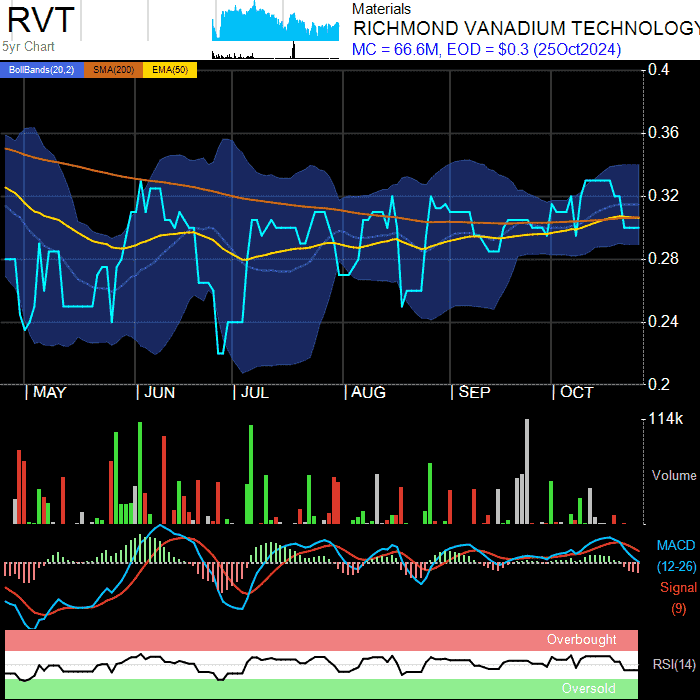 RVT
5yr Chart
Materials
RICHMOND VANADIUM TECHNOLOGY
MC = 66.6M, EOD = $0.3 (25Oct2024)
BollBands(20,2) SMA(200) EMA(50)
0.4
0.36
0.32
0.28
0.24
0.2
MAY JUN JUL AUG SEP OCT
114k
Volume
MACD
(12-26)
Signal
(9)
Overbought
RSI(14)
Oversold